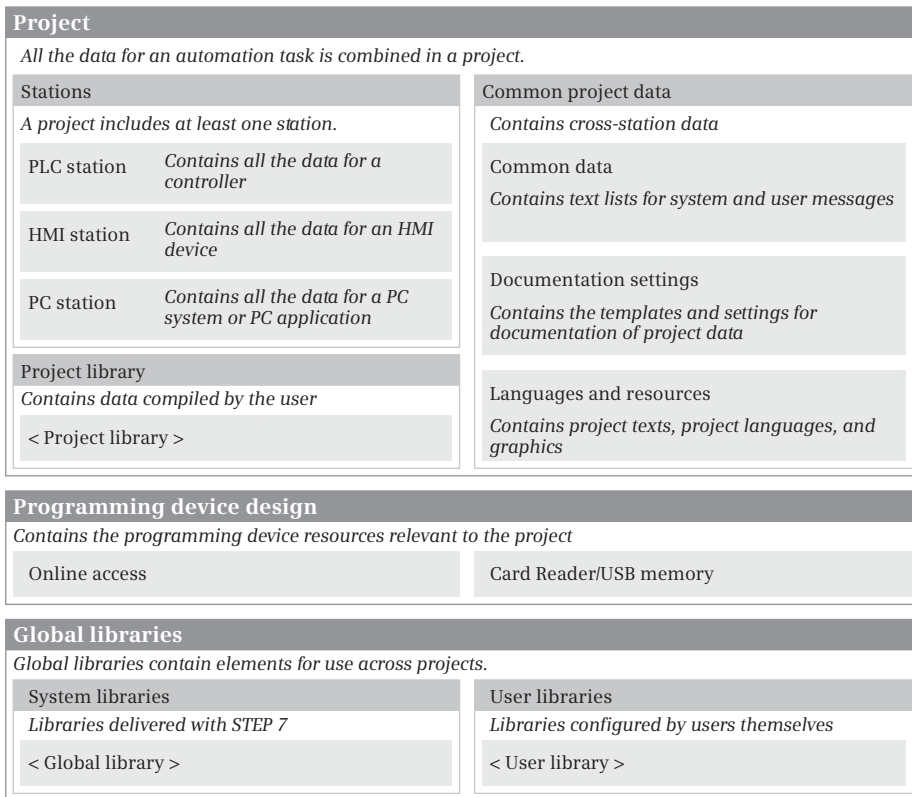 Project
All the data for an automation task is combined in a project.
Stations
A project includes at least one station.
PLC station
Contains all the data for a
controller
HMI station
Contains all the data for an HMI
device
PC station
Contains all the data for a PC
system or PC application
Project library
Contains data compiled by the user
< Project library >
Common project data
Contains cross-station data
Common data
Contains text lists for system and user messages
Documentation settings
Contains the templates and settings for
documentation of project data
Languages and resources
Contains project texts, project languages, and
graphics
Programming device design
Contains the programming device resources relevant to the project
Online access
Card Reader/USB memory
Global libraries
Global libraries contain elements for use across projects.
System libraries
Libraries delivered with STEP 7
< Global library >
User libraries
Libraries configured by users themselves
< User library >